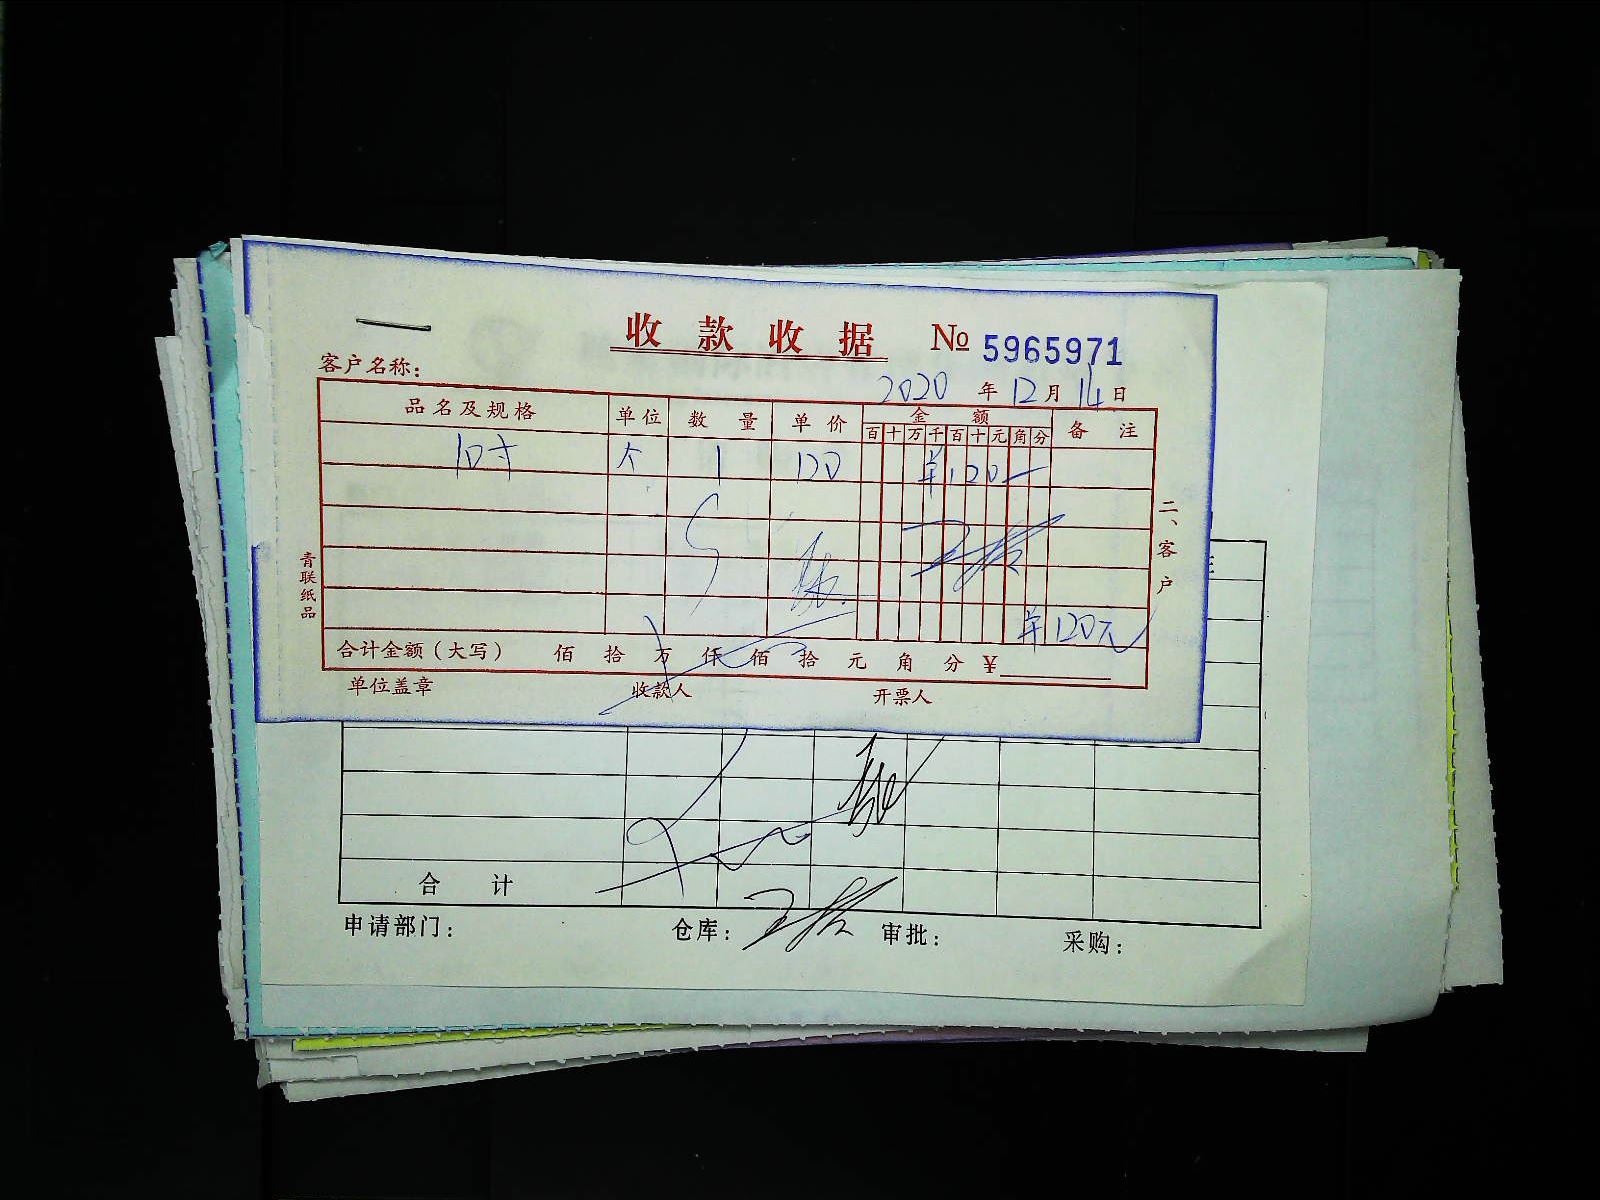 收款收据 № 5965971
客户名称：
2020 年 12 月 14 日
品名及规格 单位 数量 单价 金额 备注
百 十 万 千 百 十 元 角 分
10寸 个 1 120 ¥120—
二、客户
青联纸品
¥120元
合计金额（大写） 佰 拾 万 仟 佰 拾 元 角 分 ¥
单位盖章 收款人 开票人
合计
申请部门： 仓库： 审批： 采购：